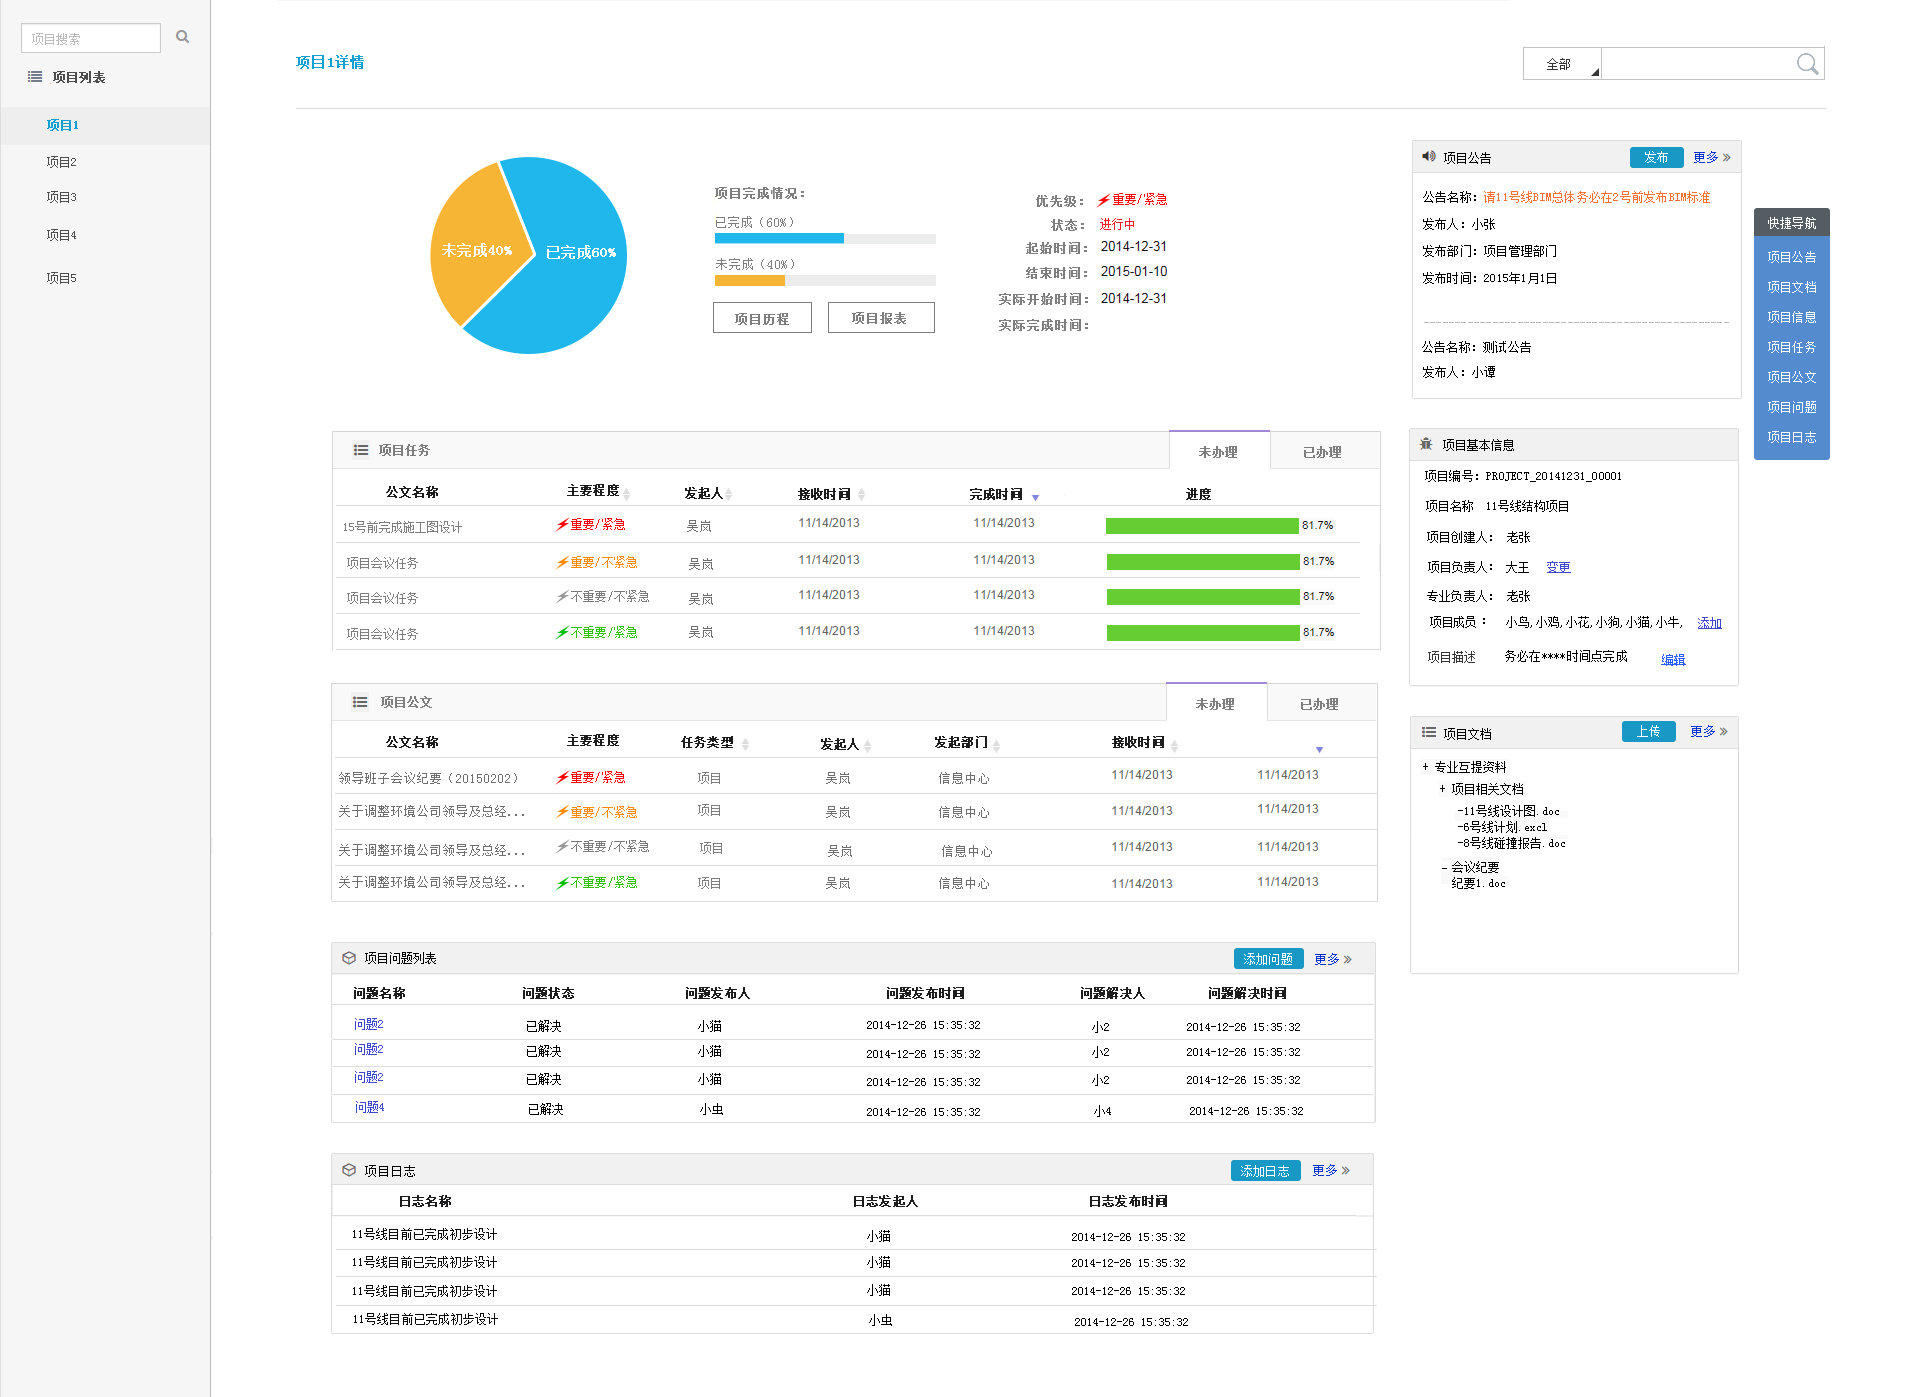 项目搜索
项目列表
项目1
项目2
项目3
项目4
项目5
项目1详情
全部
未完成40%
已完成60%
项目完成情况：
已完成（60%）
未完成（40%）
项目历程
项目报表
优先级： 重要/紧急
状态： 进行中
起始时间： 2014-12-31
结束时间： 2015-01-10
实际开始时间： 2014-12-31
实际完成时间：
项目公告 发布 更多 »
公告名称：请11号线BIM总体务必在2号前发布BIM标准
发布人：小张
发布部门：项目管理部门
发布时间：2015年1月1日
公告名称：测试公告
发布人：小谭
快捷导航
项目公告
项目文档
项目信息
项目任务
项目公文
项目问题
项目日志
项目任务 未办理 已办理
公文名称 主要程度 发起人 接收时间 完成时间 进度
15号前完成施工图设计 重要/紧急 吴岚 11/14/2013 11/14/2013 81.7%
项目会议任务 重要/不紧急 吴岚 11/14/2013 11/14/2013 81.7%
项目会议任务 不重要/不紧急 吴岚 11/14/2013 11/14/2013 81.7%
项目会议任务 不重要/紧急 吴岚 11/14/2013 11/14/2013 81.7%
项目基本信息
项目编号：PROJECT_20141231_00001
项目名称 11号线结构项目
项目创建人： 老张
项目负责人： 大王 变更
专业负责人： 老张
项目成员： 小鸟,小鸡,小花,小狗,小猫,小牛, 添加
项目描述 务必在****时间点完成 编辑
项目公文 未办理 已办理
公文名称 主要程度 任务类型 发起人 发起部门 接收时间
领导班子会议纪要（20150202） 重要/紧急 项目 吴岚 信息中心 11/14/2013 11/14/2013
关于调整环境公司领导及总经... 重要/不紧急 项目 吴岚 信息中心 11/14/2013 11/14/2013
关于调整环境公司领导及总经... 不重要/不紧急 项目 吴岚 信息中心 11/14/2013 11/14/2013
关于调整环境公司领导及总经... 不重要/紧急 项目 吴岚 信息中心 11/14/2013 11/14/2013
项目文档 上传 更多 »
+ 专业互提资料
+ 项目相关文档
-11号线设计图.doc
-6号线计划.excl
-8号线碰撞报告.doc
- 会议纪要
纪要1.doc
项目问题列表 添加问题 更多 »
问题名称 问题状态 问题发布人 问题发布时间 问题解决人 问题解决时间
问题2 已解决 小猫 2014-12-26 15:35:32 小2 2014-12-26 15:35:32
问题2 已解决 小猫 2014-12-26 15:35:32 小2 2014-12-26 15:35:32
问题2 已解决 小猫 2014-12-26 15:35:32 小2 2014-12-26 15:35:32
问题4 已解决 小虫 2014-12-26 15:35:32 小4 2014-12-26 15:35:32
项目日志 添加日志 更多 »
日志名称 日志发起人 日志发布时间
11号线目前已完成初步设计 小猫 2014-12-26 15:35:32
11号线目前已完成初步设计 小猫 2014-12-26 15:35:32
11号线目前已完成初步设计 小猫 2014-12-26 15:35:32
11号线目前已完成初步设计 小虫 2014-12-26 15:35:32